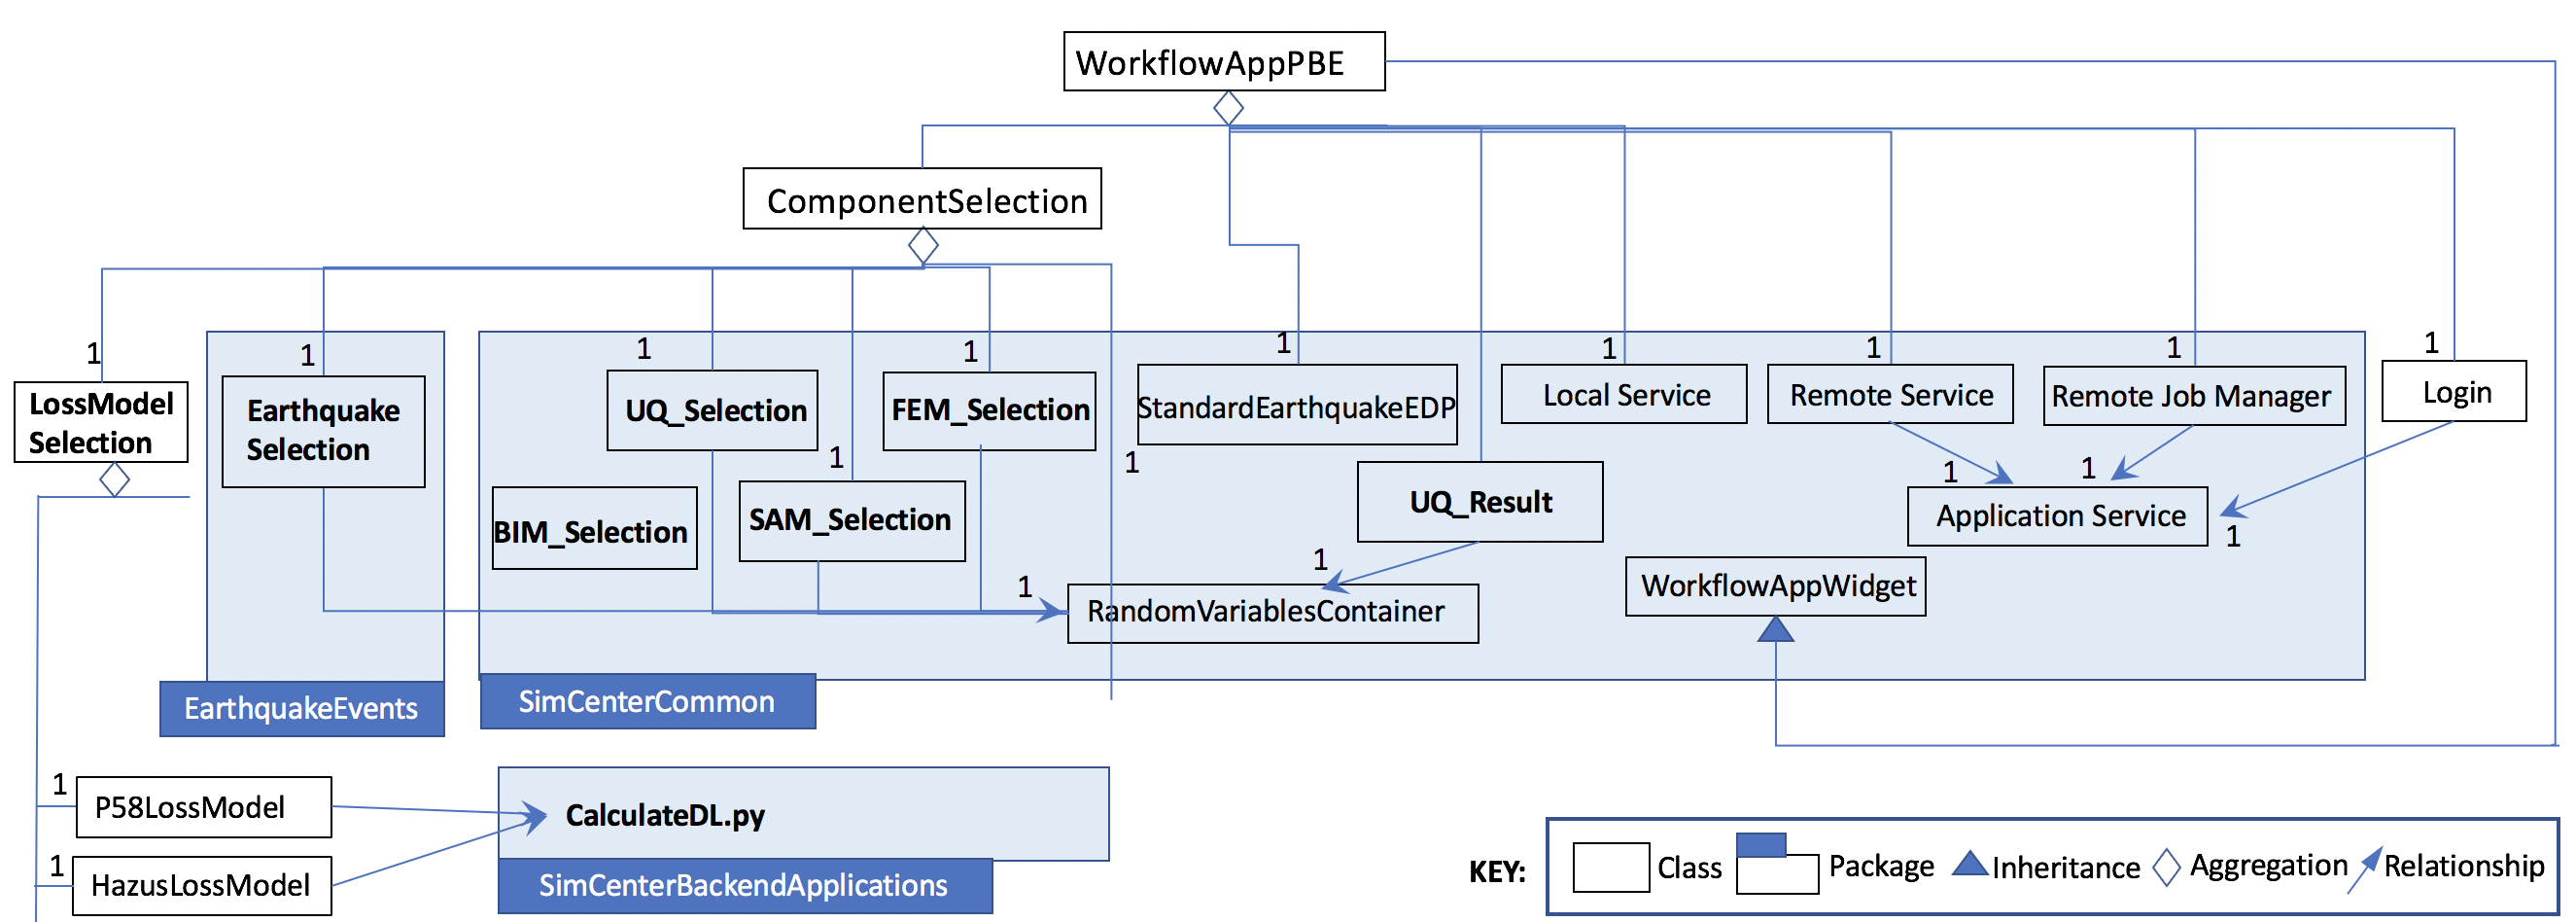 WorkflowAppPBE
ComponentSelection
1
1
1
1
1
1
1
1
1
LossModel
Selection
Earthquake
Selection
UQ_Selection
FEM_Selection
StandardEarthquakeEDP
Local Service
Remote Service
Remote Job Manager
Login
1
1
1
1
BIM_Selection
SAM_Selection
UQ_Result
Application Service
1
1
1
RandomVariablesContainer
WorkflowAppWidget
EarthquakeEvents
SimCenterCommon
1
P58LossModel
CalculateDL.py
1
HazusLossModel
SimCenterBackendApplications
KEY:
Class
Package
Inheritance
Aggregation
Relationship